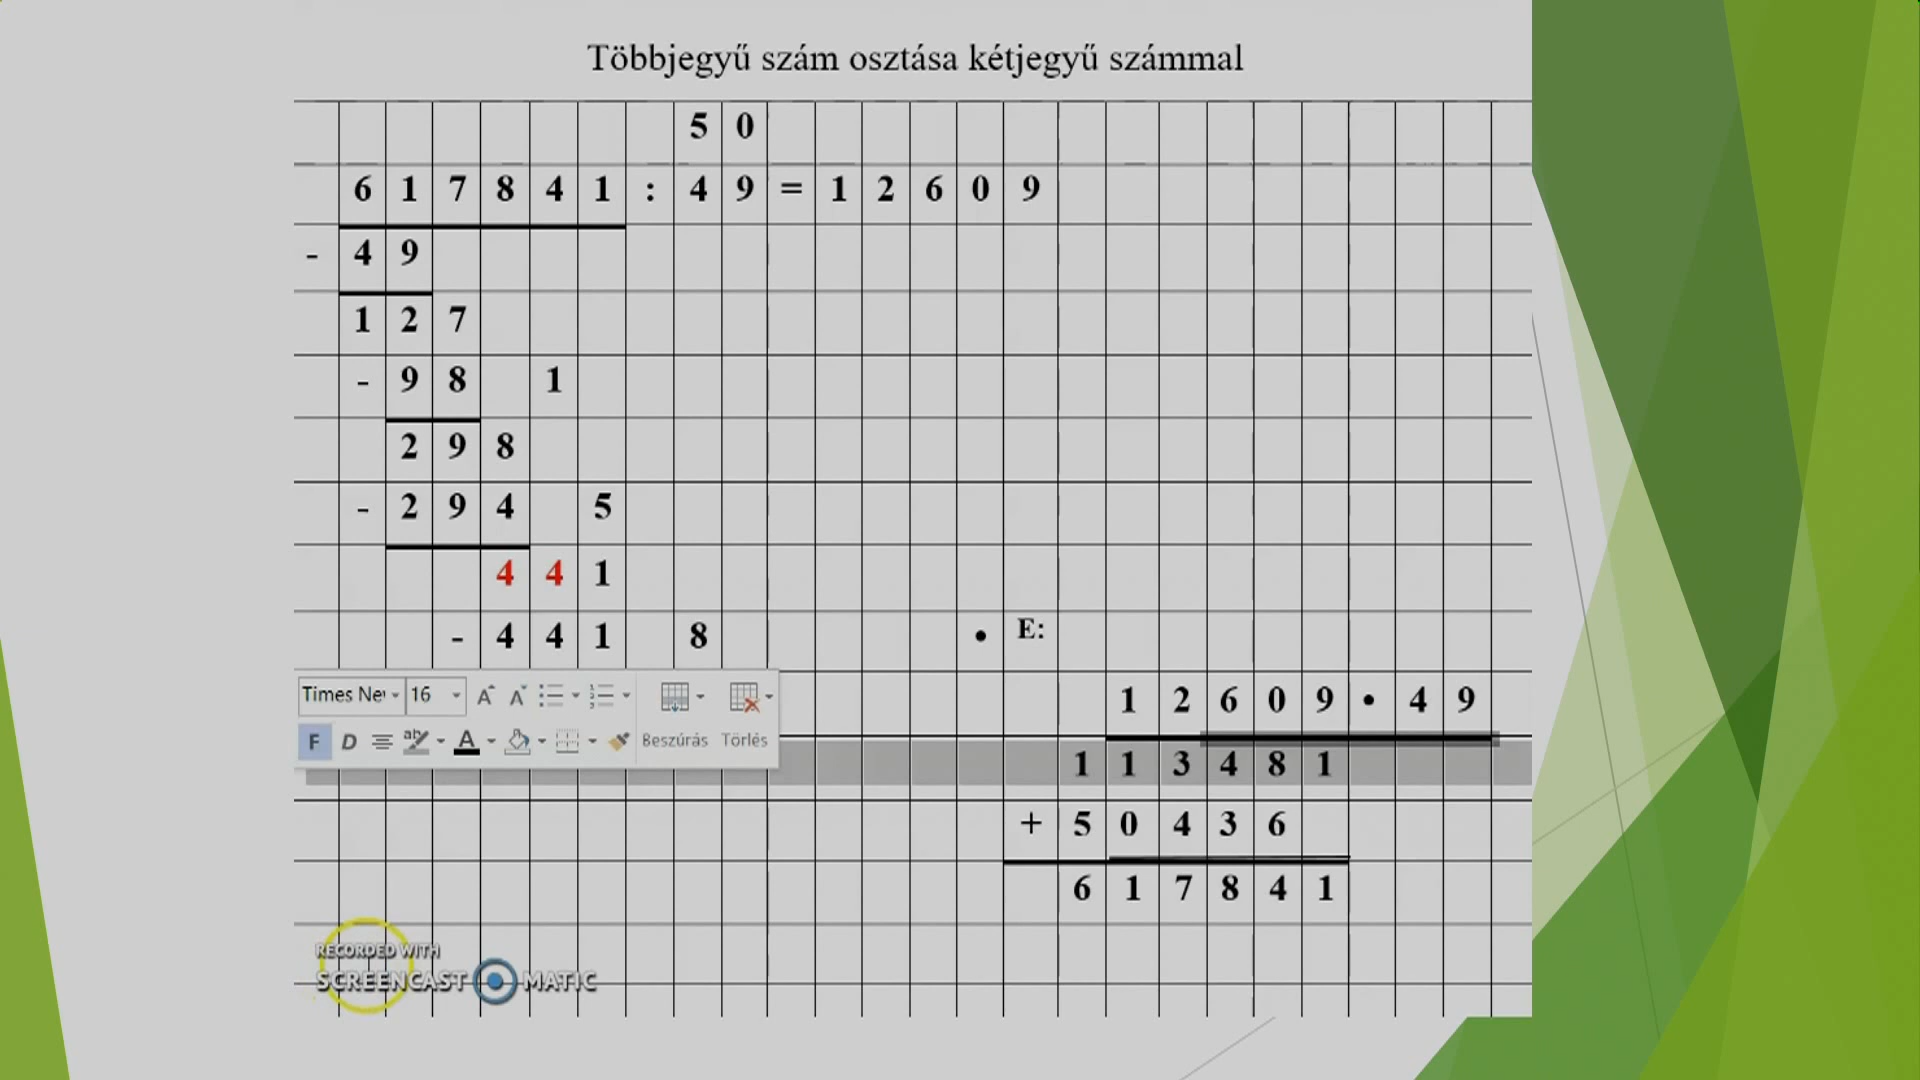 Többjegyű szám osztása kétjegyű számmal
5 0
6 1 7 8 4 1 : 4 9 = 1 2 6 0 9
- 4 9
1 2 7
- 9 8 1
2 9 8
- 2 9 4 5
4 4 1
- 4 4 1 8
• E:
Times Ne 16
1 2 6 0 9 • 4 9
F D A Beszúrás Törlés
1 1 3 4 8 1
+ 5 0 4 3 6
6 1 7 8 4 1
RECORDED WITH
SCREENCAST MATIC